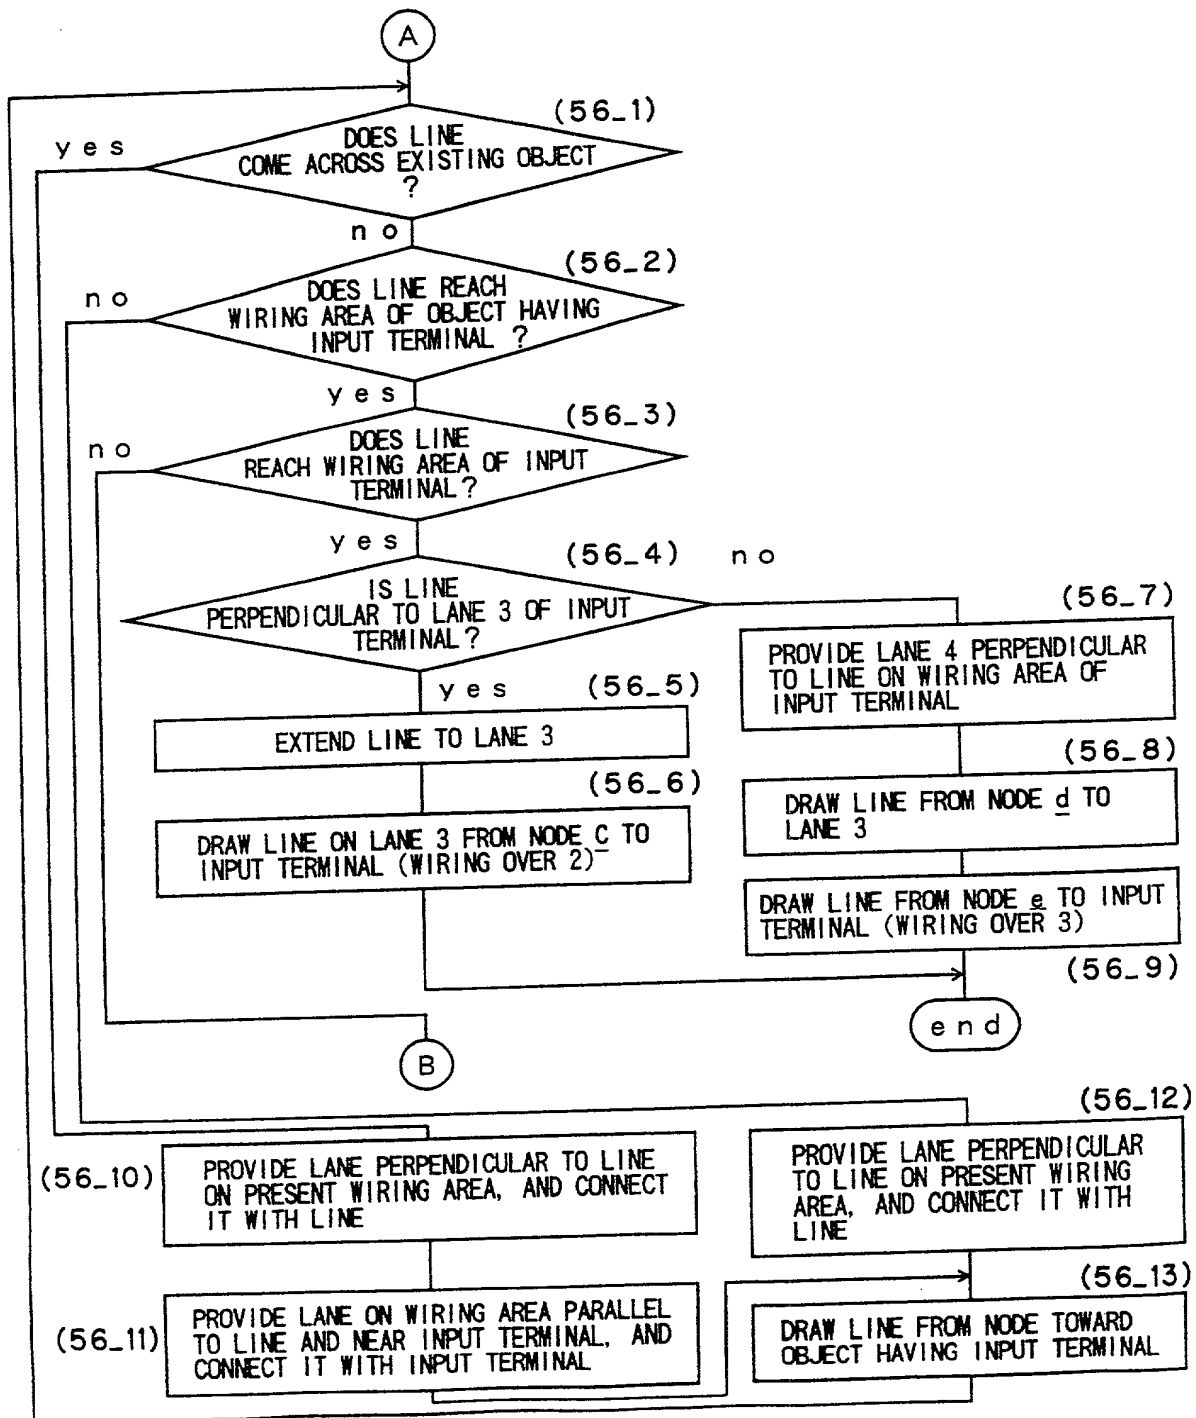 A
(56_1)
yes
DOES LINE
COME ACROSS EXISTING OBJECT
?
no
(56_2)
no
DOES LINE REACH
WIRING AREA OF OBJECT HAVING
INPUT TERMINAL ?
yes
(56_3)
no
DOES LINE
REACH WIRING AREA OF INPUT
TERMINAL?
yes
(56_4)
no
IS LINE
PERPENDICULAR TO LANE 3 OF INPUT
TERMINAL?
yes
(56_5)
EXTEND LINE TO LANE 3
(56_6)
DRAW LINE ON LANE 3 FROM NODE C TO
INPUT TERMINAL (WIRING OVER 2)
(56_7)
PROVIDE LANE 4 PERPENDICULAR
TO LINE ON WIRING AREA OF
INPUT TERMINAL
(56_8)
DRAW LINE FROM NODE d TO
LANE 3
DRAW LINE FROM NODE e TO INPUT
TERMINAL (WIRING OVER 3)
(56_9)
end
B
(56_10)
PROVIDE LANE PERPENDICULAR TO LINE
ON PRESENT WIRING AREA, AND CONNECT
IT WITH LINE
(56_11)
PROVIDE LANE ON WIRING AREA PARALLEL
TO LINE AND NEAR INPUT TERMINAL, AND
CONNECT IT WITH INPUT TERMINAL
(56_12)
PROVIDE LANE PERPENDICULAR
TO LINE ON PRESENT WIRING
AREA, AND CONNECT IT WITH
LINE
(56_13)
DRAW LINE FROM NODE TOWARD
OBJECT HAVING INPUT TERMINAL